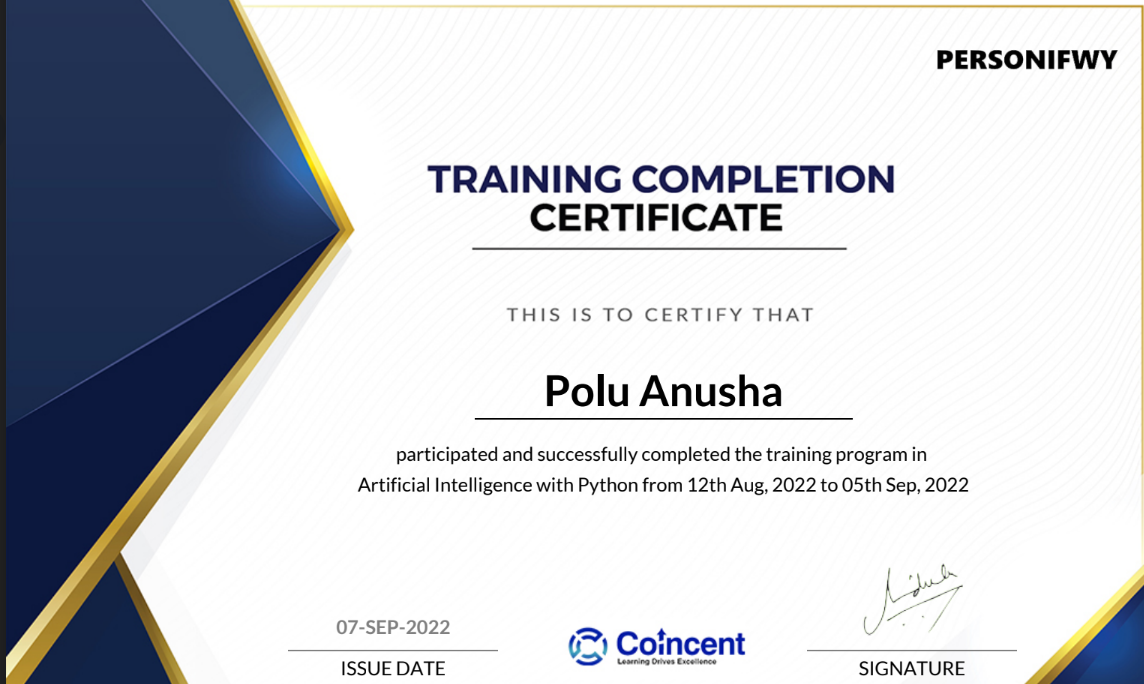 PERSONIFWY
TRAINING COMPLETION
CERTIFICATE
THIS IS TO CERTIFY THAT
Polu Anusha
participated and successfully completed the training program in
Artificial Intelligence with Python from 12th Aug, 2022 to 05th Sep, 2022
07-SEP-2022
ISSUE DATE
Coincent
Learning Drives Excellence
SIGNATURE